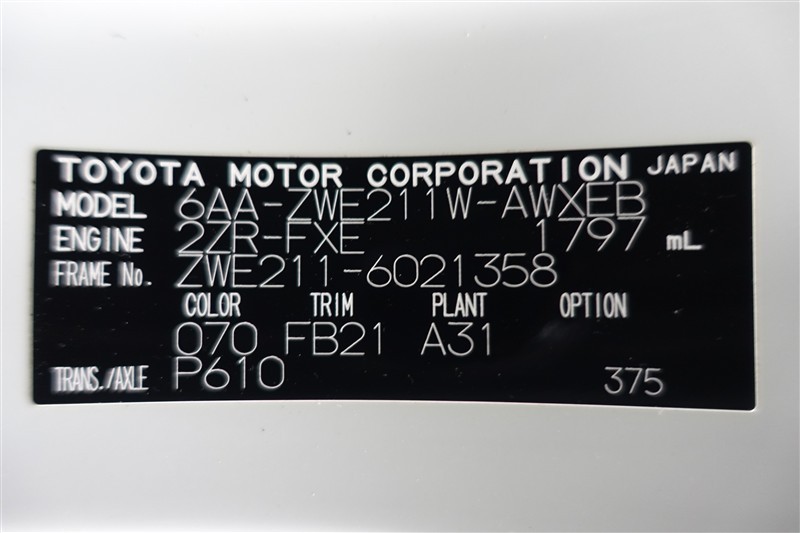 TOYOTA MOTOR CORPORATION JAPAN
MODEL 6AA-ZWE211W-AWXEB
ENGINE 2ZR-FXE 1797 mL
FRAME No. ZWE211-6021358
COLOR TRIM PLANT OPTION
070 FB21 A31
TRANS./AXLE P610 375